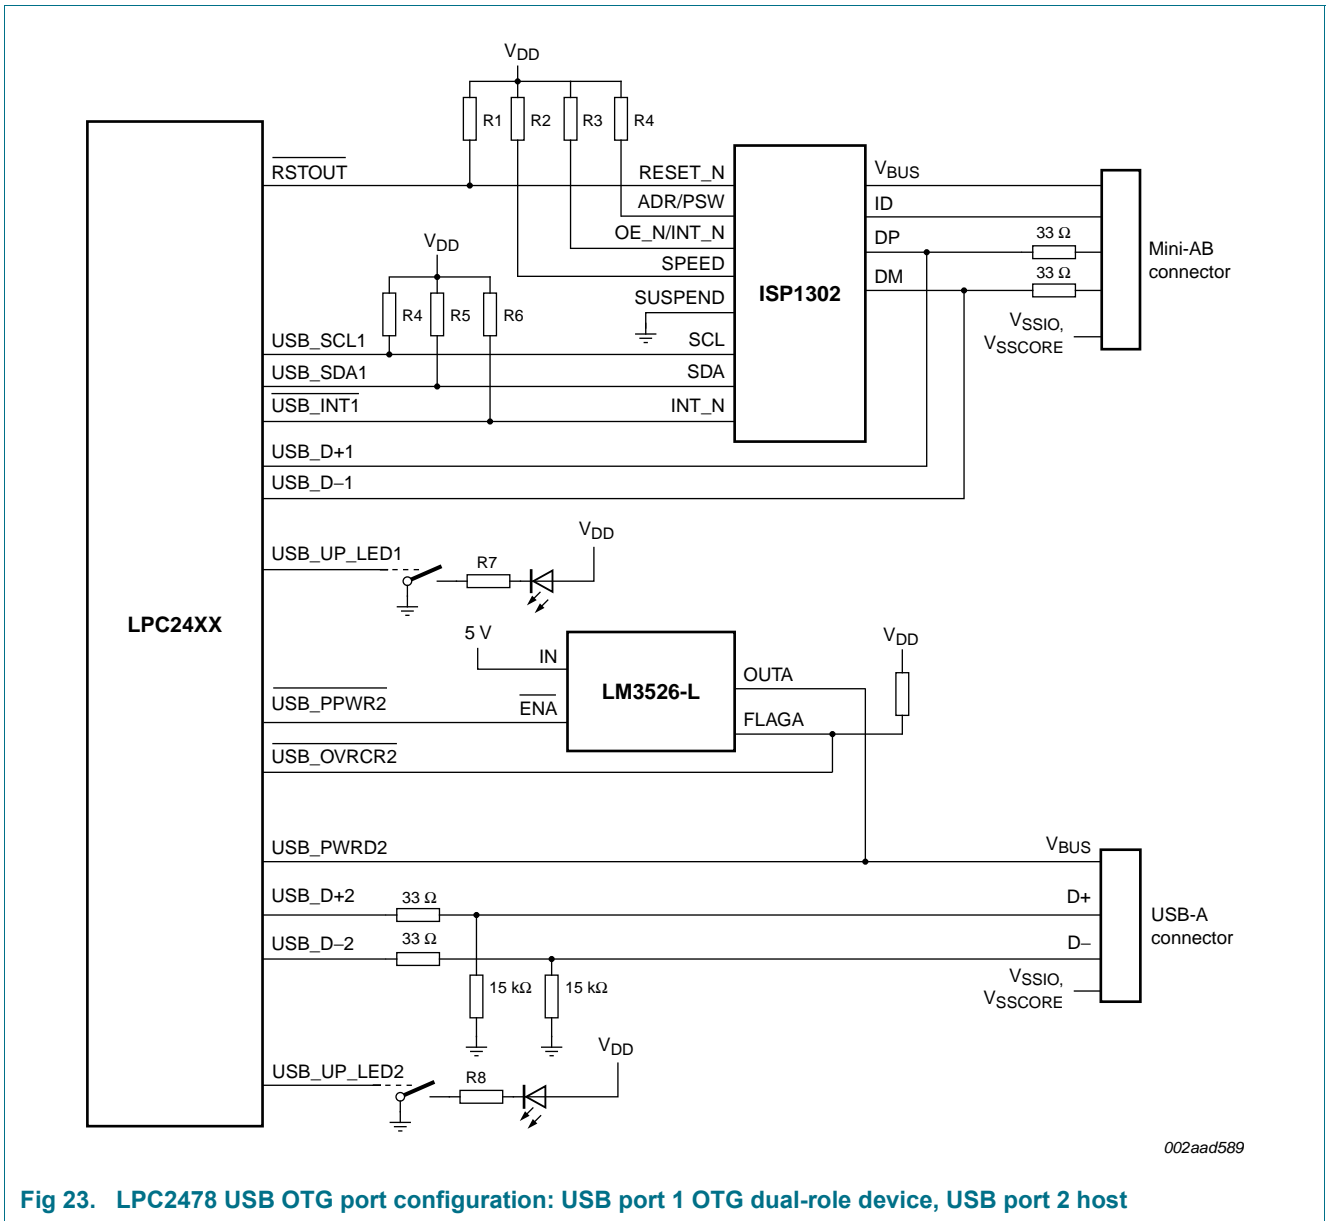 VDD
R1 R2 R3 R4
RSTOUT
RESET_N
ADR/PSW
OE_N/INT_N
SPEED
SUSPEND
SCL
SDA
INT_N
ISP1302
VBUS
ID
DP
DM
33 Ω
33 Ω
VSSIO,
VSSCORE
Mini-AB
connector
VDD
R4 R5 R6
USB_SCL1
USB_SDA1
USB_INT1
USB_D+1
USB_D−1
USB_UP_LED1
R7
VDD
LPC24XX
5 V
IN
ENA
LM3526-L
OUTA
FLAGA
VDD
USB_PPWR2
USB_OVRCR2
USB_PWRD2
USB_D+2
33 Ω
USB_D−2
33 Ω
15 kΩ
15 kΩ
VBUS
D+
D−
VSSIO,
VSSCORE
USB-A
connector
USB_UP_LED2
R8
VDD
002aad589
Fig 23. LPC2478 USB OTG port configuration: USB port 1 OTG dual-role device, USB port 2 host